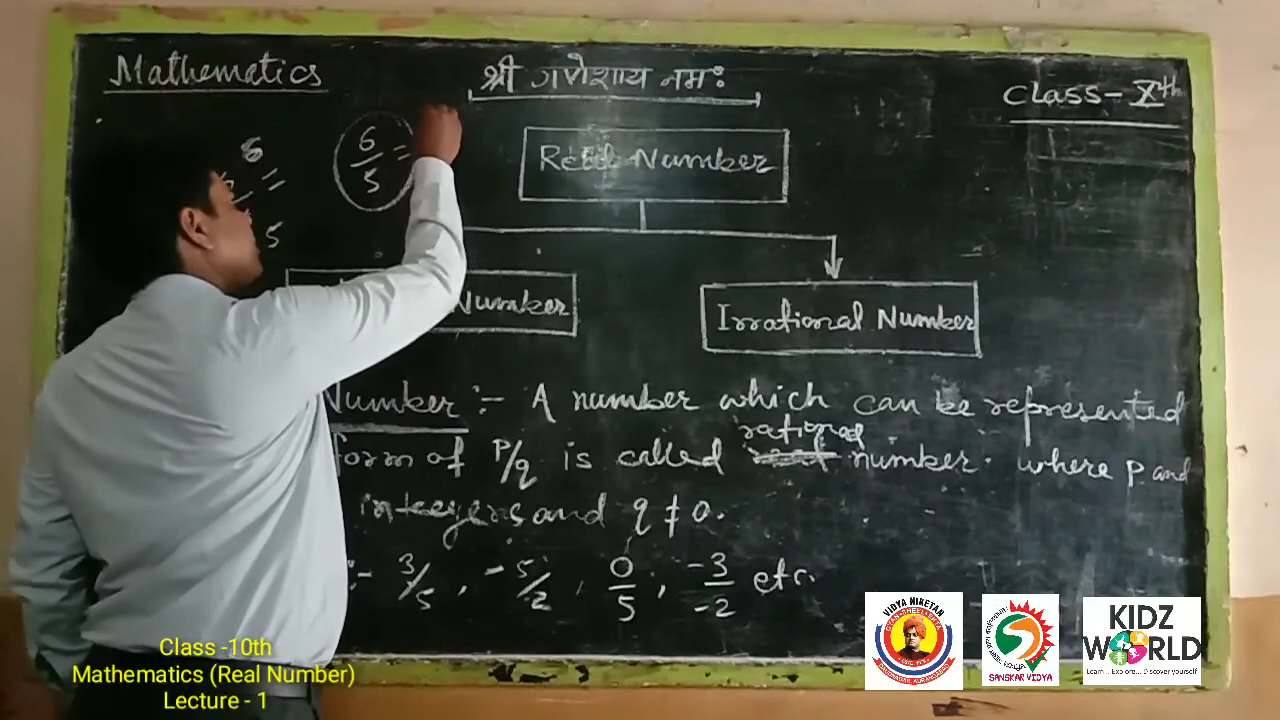 Mathematics
श्री गणेशाय नमः
Class - Xth
6
5
=
6/5 =
Real Number
Number
Irrational Number
Number :- A number which can be represented
form of P/q is called rational number. where p and
integers and q ≠ 0.
:- 3/5, -5/2, 0/5, -3/-2 etc.
Class -10th
Mathematics (Real Number)
Lecture - 1
VIDYA NIKETAN
SANSKAR VIDYA
KIDZ
WORLD
Learn... Explore... Discover yourself